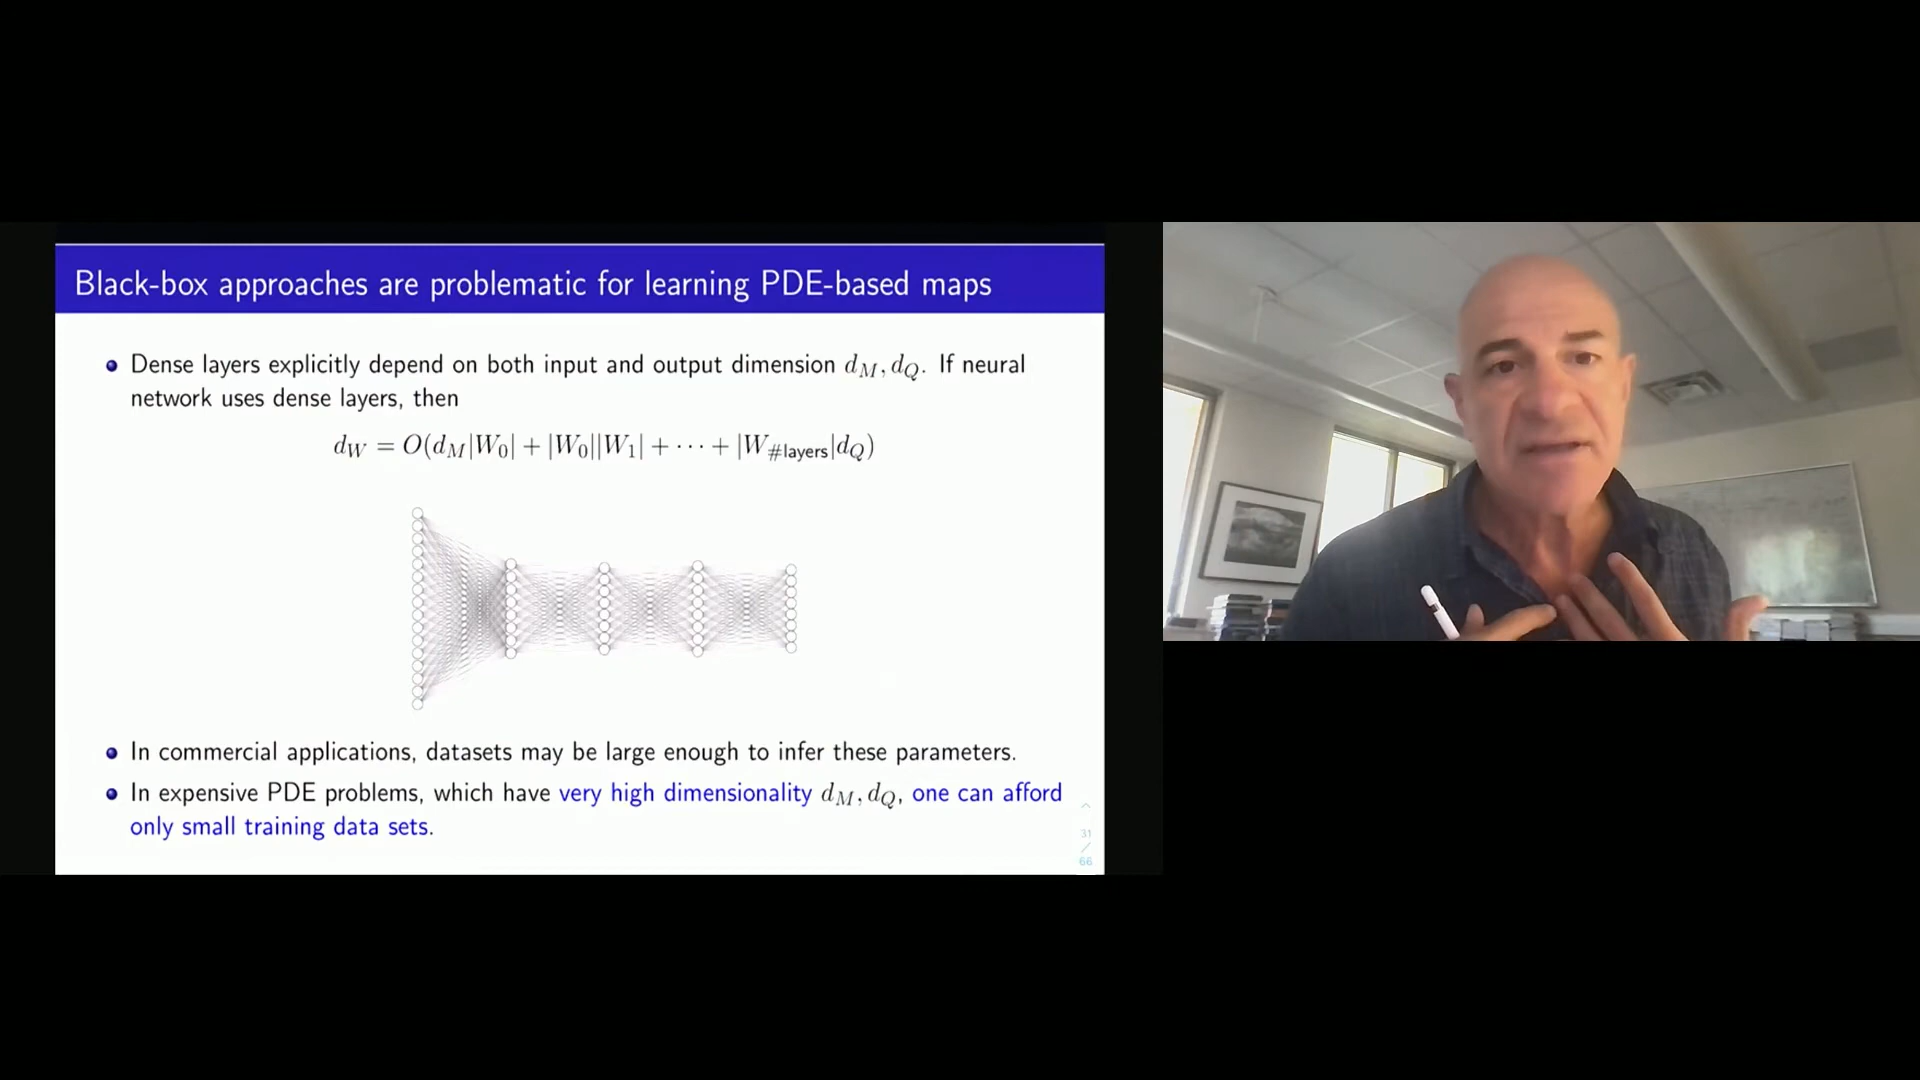 Black-box approaches are problematic for learning PDE-based maps
Dense layers explicitly depend on both input and output dimension $d_M, d_Q$. If neural
network uses dense layers, then
$d_W = O(d_M|W_0| + |W_0||W_1| + \cdots + |W_{\#\text{layers}}|d_Q)$
In commercial applications, datasets may be large enough to infer these parameters.
In expensive PDE problems, which have very high dimensionality $d_M, d_Q$, one can afford
only small training data sets.
31
/
66